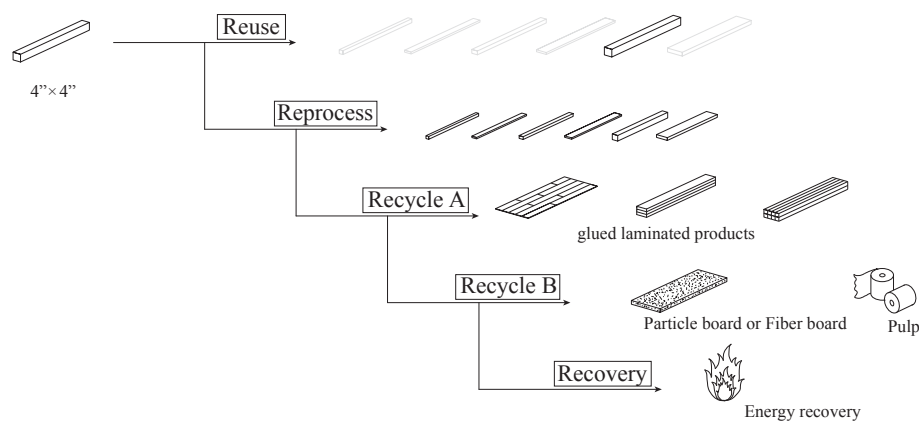 Reuse
4”× 4”
Reprocess
Recycle A
glued laminated products
Recycle B
Particle board or Fiber board
Pulp
Recovery
Energy recovery